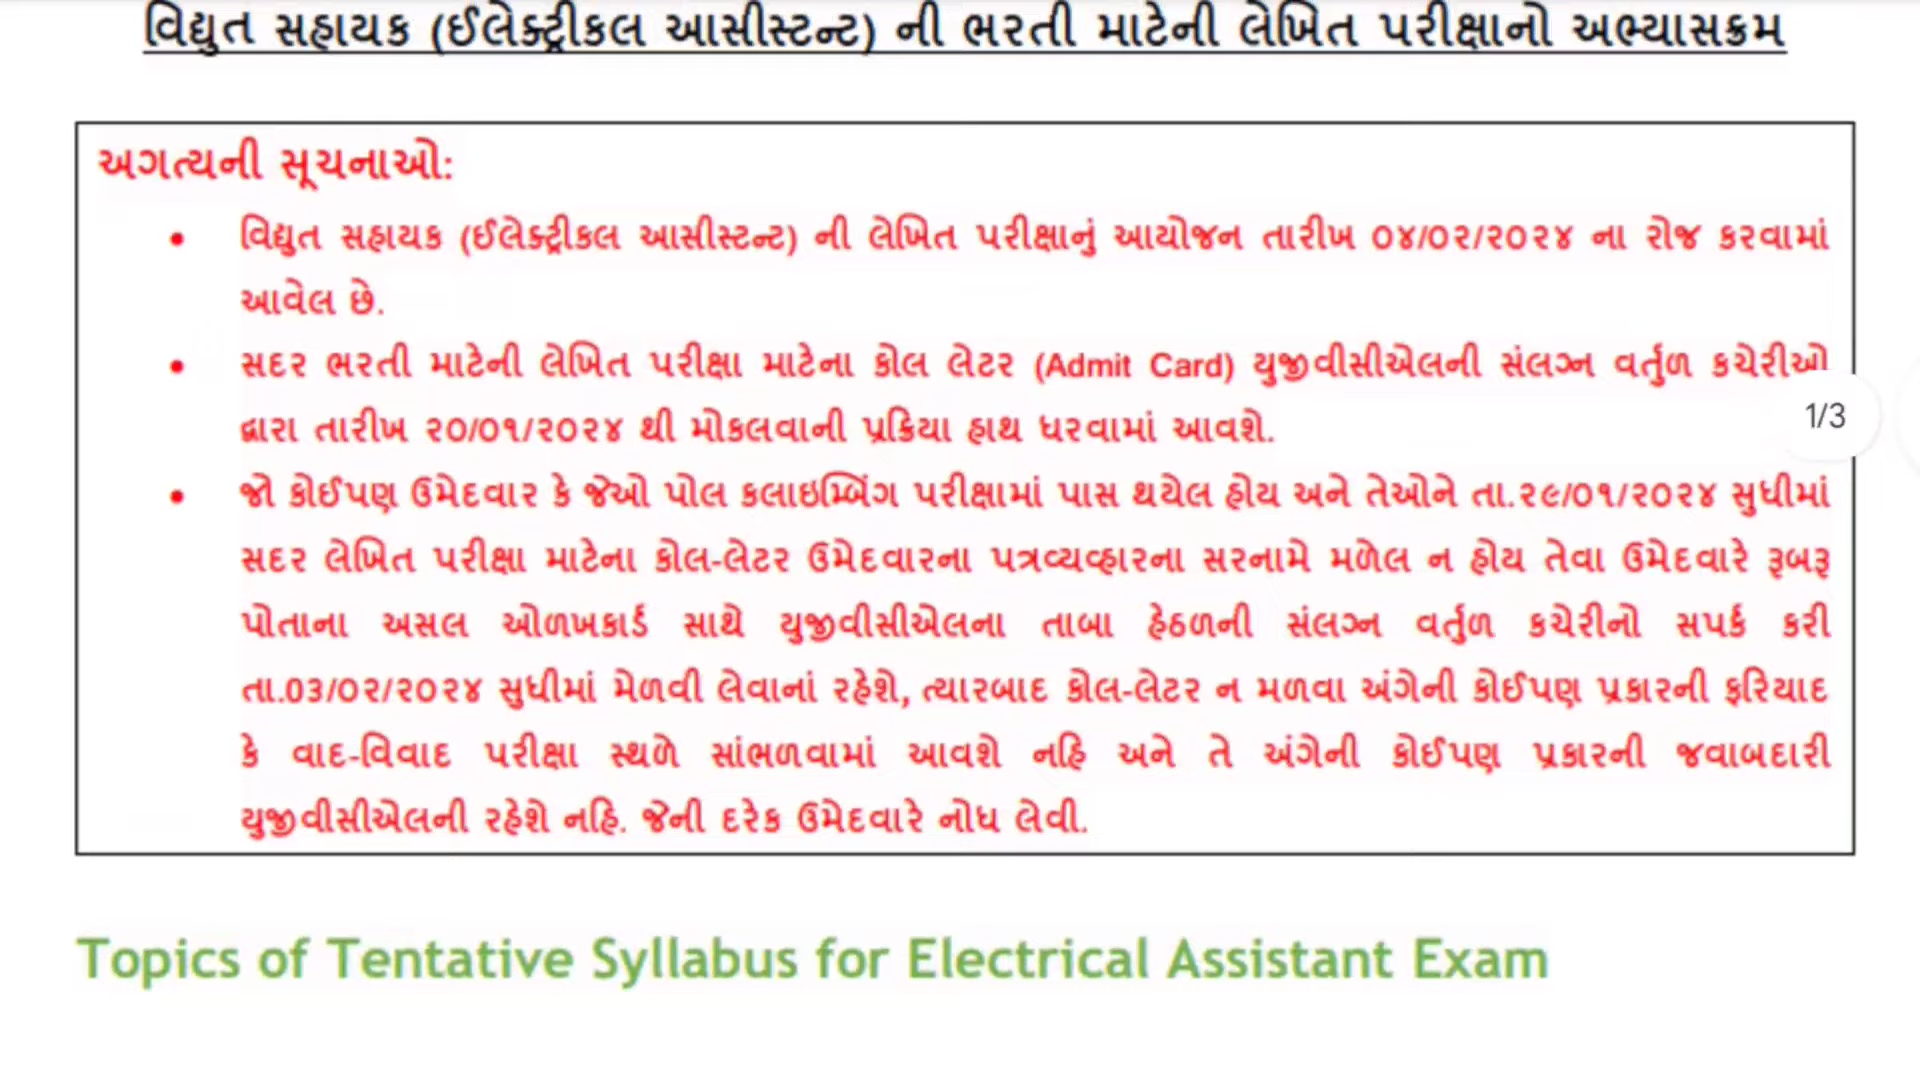 વિદ્યુત સહાયક (ઈલેક્ટ્રીકલ આસીસ્ટન્ટ) ની ભરતી માટેની લેખિત પરીક્ષાનો અભ્યાસક્રમ
અગત્યની સૂચનાઓ:
• વિદ્યુત સહાયક (ઈલેક્ટ્રીકલ આસીસ્ટન્ટ) ની લેખિત પરીક્ષાનું આયોજન તારીખ ૦૪/૦૨/૨૦૨૪ ના રોજ કરવામાં
આવેલ છે.
• સદર ભરતી માટેની લેખિત પરીક્ષા માટેના કોલ લેટર (Admit Card) યુજીવીસીએલની સંલગ્ન વર્તુળ કચેરીઓ
દ્વારા તારીખ ૨૦/૦૧/૨૦૨૪ થી મોકલવાની પ્રક્રિયા હાથ ધરવામાં આવશે.
1/3
• જો કોઈપણ ઉમેદવાર કે જેઓ પોલ કલાઇમ્બિંગ પરીક્ષામાં પાસ થયેલ હોય અને તેઓને તા.૨૯/૦૧/૨૦૨૪ સુધીમાં
સદર લેખિત પરીક્ષા માટેના કોલ-લેટર ઉમેદવારના પત્રવ્યવ્હારના સરનામે મળેલ ન હોય તેવા ઉમેદવારે રૂબરૂ
પોતાના અસલ ઓળખકાર્ડ સાથે યુજીવીસીએલના તાબા હેઠળની સંલગ્ન વર્તુળ કચેરીનો સપર્ક કરી
તા.0૩/૦૨/૨૦૨૪ સુધીમાં મેળવી લેવાનાં રહેશે, ત્યારબાદ કોલ-લેટર ન મળવા અંગેની કોઈપણ પ્રકારની ફરિયાદ
કે વાદ-વિવાદ પરીક્ષા સ્થળે સાંભળવામાં આવશે નહિ અને તે અંગેની કોઈપણ પ્રકારની જવાબદારી
યુજીવીસીએલની રહેશે નહિ. જેની દરેક ઉમેદવારે નોધ લેવી.
Topics of Tentative Syllabus for Electrical Assistant Exam